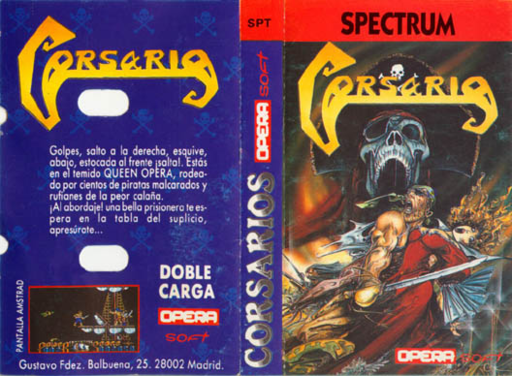 Corsarios
Golpes, salto a la derecha, esquive,
abajo, estocada al frente ¡salta!. Estás
en el temido QUEEN OPERA, rodea-
do por cientos de piratas malcarados y
rufianes de la peor calaña.
¡Al abordaje! una bella prisionera te es-
pera en la tabla del suplicio,
apresúrate...
PANTALLA AMSTRAD
DOBLE
CARGA
OPERA
SOFT
Gustavo Fdez. Balbuena, 25. 28002 Madrid.
SPT
OPERA SOFT
CORSARIOS
SPECTRUM
Corsarios
OPERA SOFT